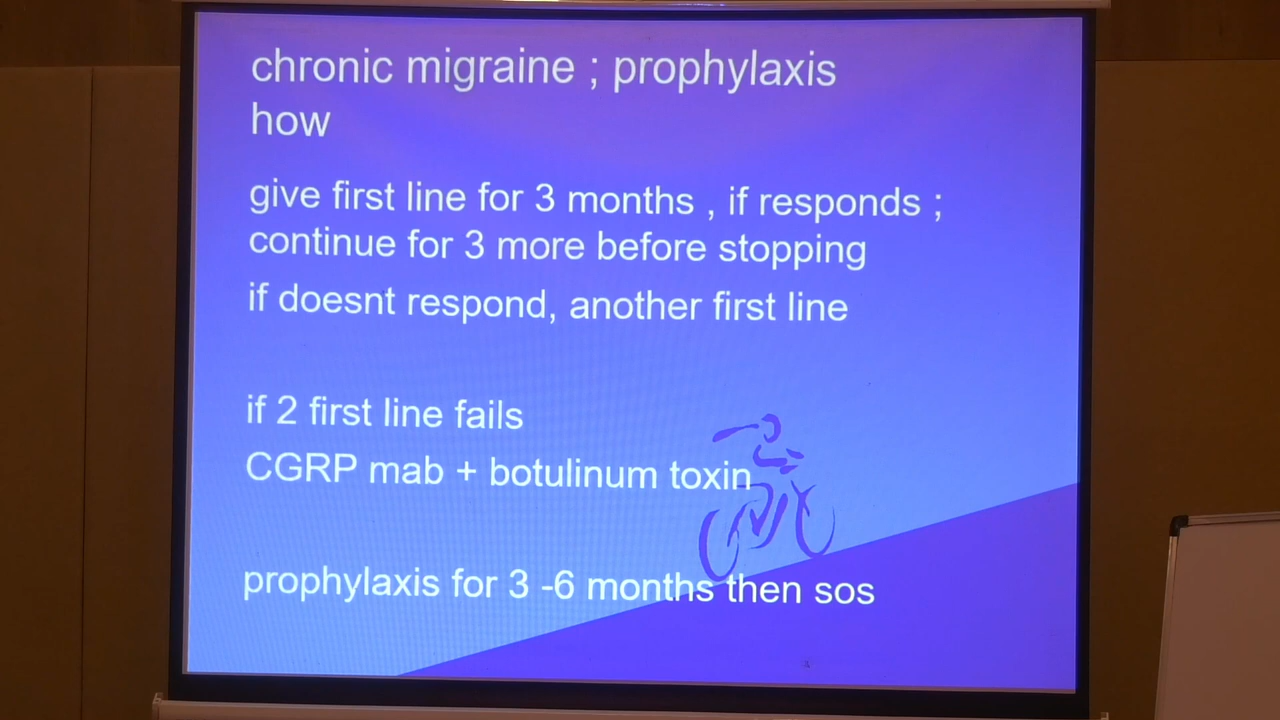 chronic migraine ; prophylaxis
how
give first line for 3 months , if responds ;
continue for 3 more before stopping
if doesnt respond, another first line
if 2 first line fails
CGRP mab + botulinum toxin
prophylaxis for 3 -6 months then sos